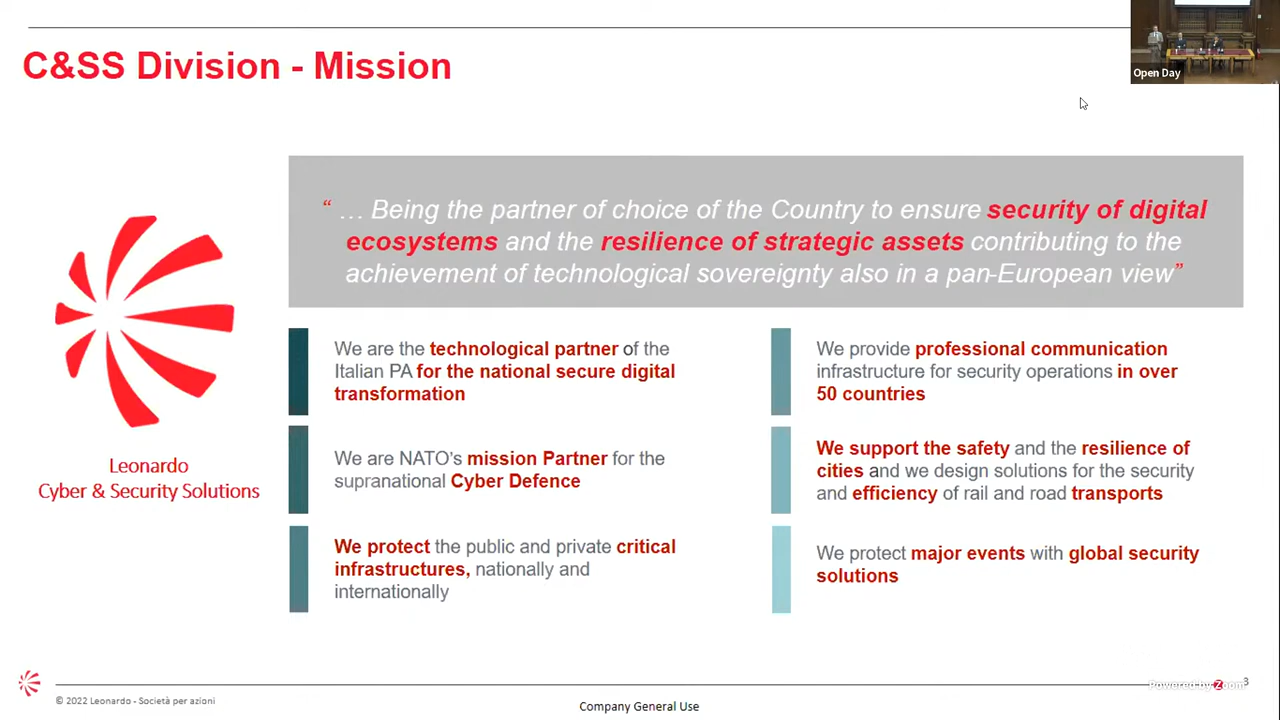 C&SS Division - Mission
Open Day
“ … Being the partner of choice of the Country to ensure security of digital
ecosystems and the resilience of strategic assets contributing to the
achievement of technological sovereignty also in a pan-European view”
Leonardo
Cyber & Security Solutions
We are the technological partner of the
Italian PA for the national secure digital
transformation
We are NATO’s mission Partner for the
supranational Cyber Defence
We protect the public and private critical
infrastructures, nationally and
internationally
We provide professional communication
infrastructure for security operations in over
50 countries
We support the safety and the resilience of
cities and we design solutions for the security
and efficiency of rail and road transports
We protect major events with global security
solutions
© 2022 Leonardo - Società per azioni
Company General Use
Powered by Zoom
3